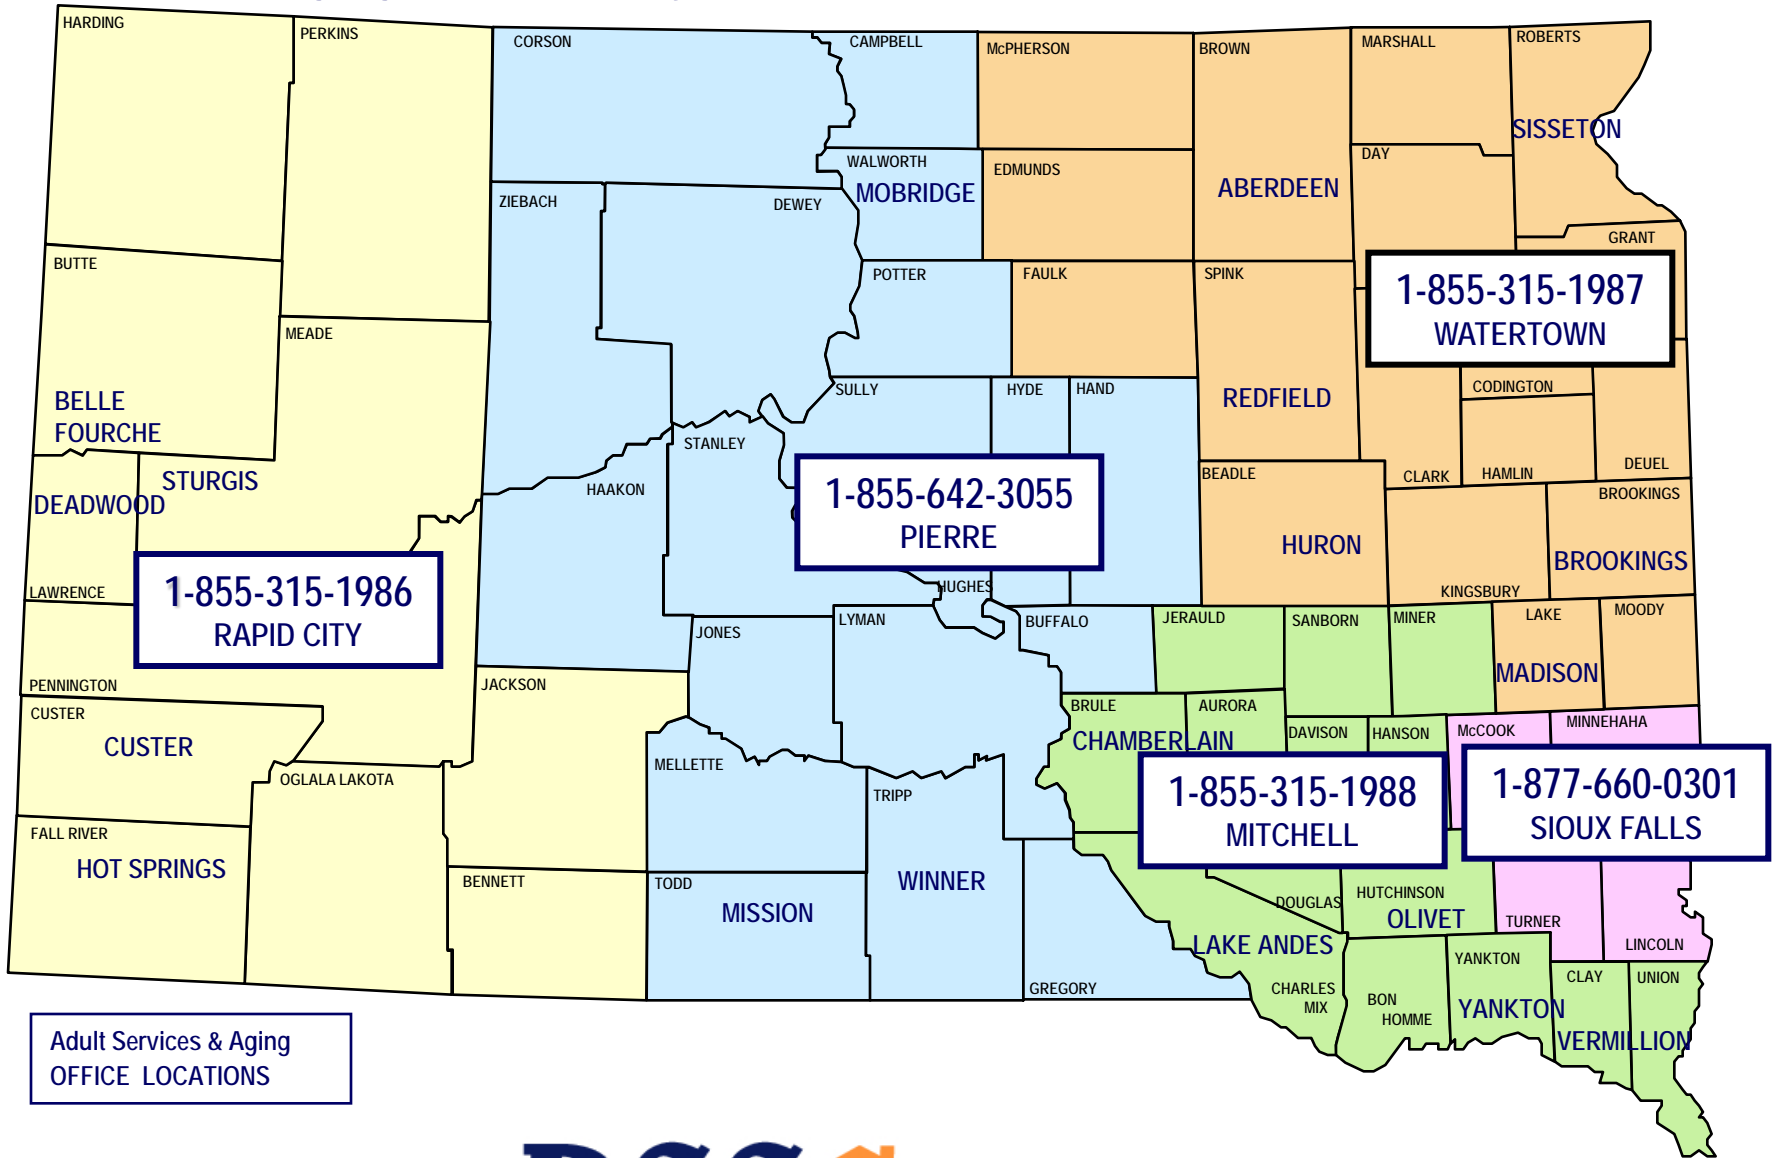 HARDING
PERKINS
CORSON
CAMPBELL
McPHERSON
BROWN
MARSHALL
ROBERTS
SISSETON
WALWORTH
MOBRIDGE
EDMUNDS
ABERDEEN
DAY
ZIEBACH
DEWEY
GRANT
BUTTE
POTTER
FAULK
SPINK
1-855-315-1987
WATERTOWN
MEADE
BELLE
FOURCHE
SULLY
HYDE
HAND
REDFIELD
CODINGTON
STANLEY
STURGIS
DEADWOOD
HAAKON
1-855-642-3055
PIERRE
BEADLE
CLARK
HAMLIN
DEUEL
BROOKINGS
HURON
BROOKINGS
LAWRENCE
1-855-315-1986
RAPID CITY
HUGHES
KINGSBURY
JONES
LYMAN
BUFFALO
JERAULD
SANBORN
MINER
LAKE
MOODY
MADISON
PENNINGTON
JACKSON
CUSTER
CUSTER
BRULE
AURORA
CHAMBERLAIN
DAVISON
HANSON
McCOOK
MINNEHAHA
OGLALA LAKOTA
MELLETTE
TRIPP
1-855-315-1988
MITCHELL
1-877-660-0301
SIOUX FALLS
FALL RIVER
HOT SPRINGS
BENNETT
TODD
MISSION
WINNER
DOUGLAS
HUTCHINSON
OLIVET
TURNER
LINCOLN
LAKE ANDES
GREGORY
CHARLES
MIX
BON
HOMME
YANKTON
YANKTON
CLAY
UNION
VERMILLION
Adult Services & Aging
OFFICE LOCATIONS